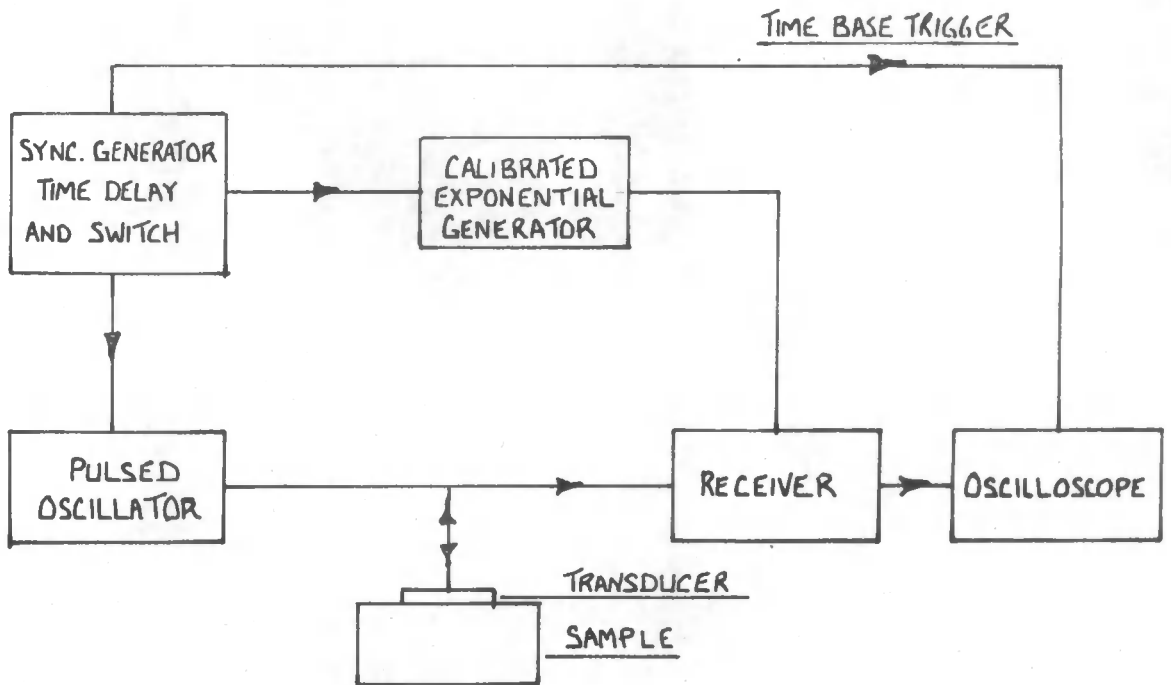 TIME BASE TRIGGER
SYNC. GENERATOR
TIME DELAY
AND SWITCH
CALIBRATED
EXPONENTIAL
GENERATOR
PULSED
OSCILLATOR
RECEIVER
OSCILLOSCOPE
TRANSDUCER
SAMPLE